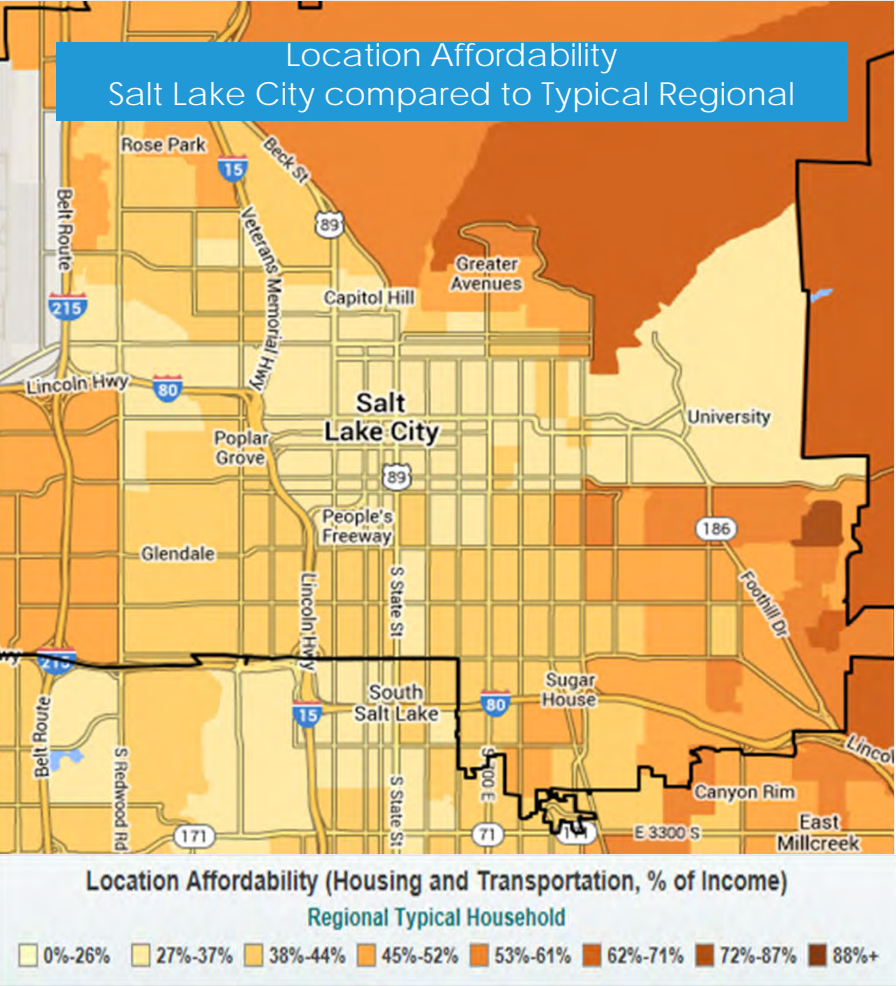 Location Affordability
Salt Lake City compared to Typical Regional
Rose Park
15
Beck St
Belt Route
89
Veterans Memorial Hwy
Greater
Avenues
Capitol Hill
215
Lincoln Hwy
80
Salt
Lake City
University
Poplar
Grove
89
People's
Freeway
186
Glendale
S State St
Lincoln Hwy
Foothill Dr
215
Sugar
House
South
Salt Lake
80
15
Belt Route
S Redwood Rd
S State St
S 700 E
Canyon Rim
171
71
E 3300 S
East
Millcreek
Location Affordability (Housing and Transportation, % of Income)
Regional Typical Household
0%-26% 27%-37% 38%-44% 45%-52% 53%-61% 62%-71% 72%-87% 88%+